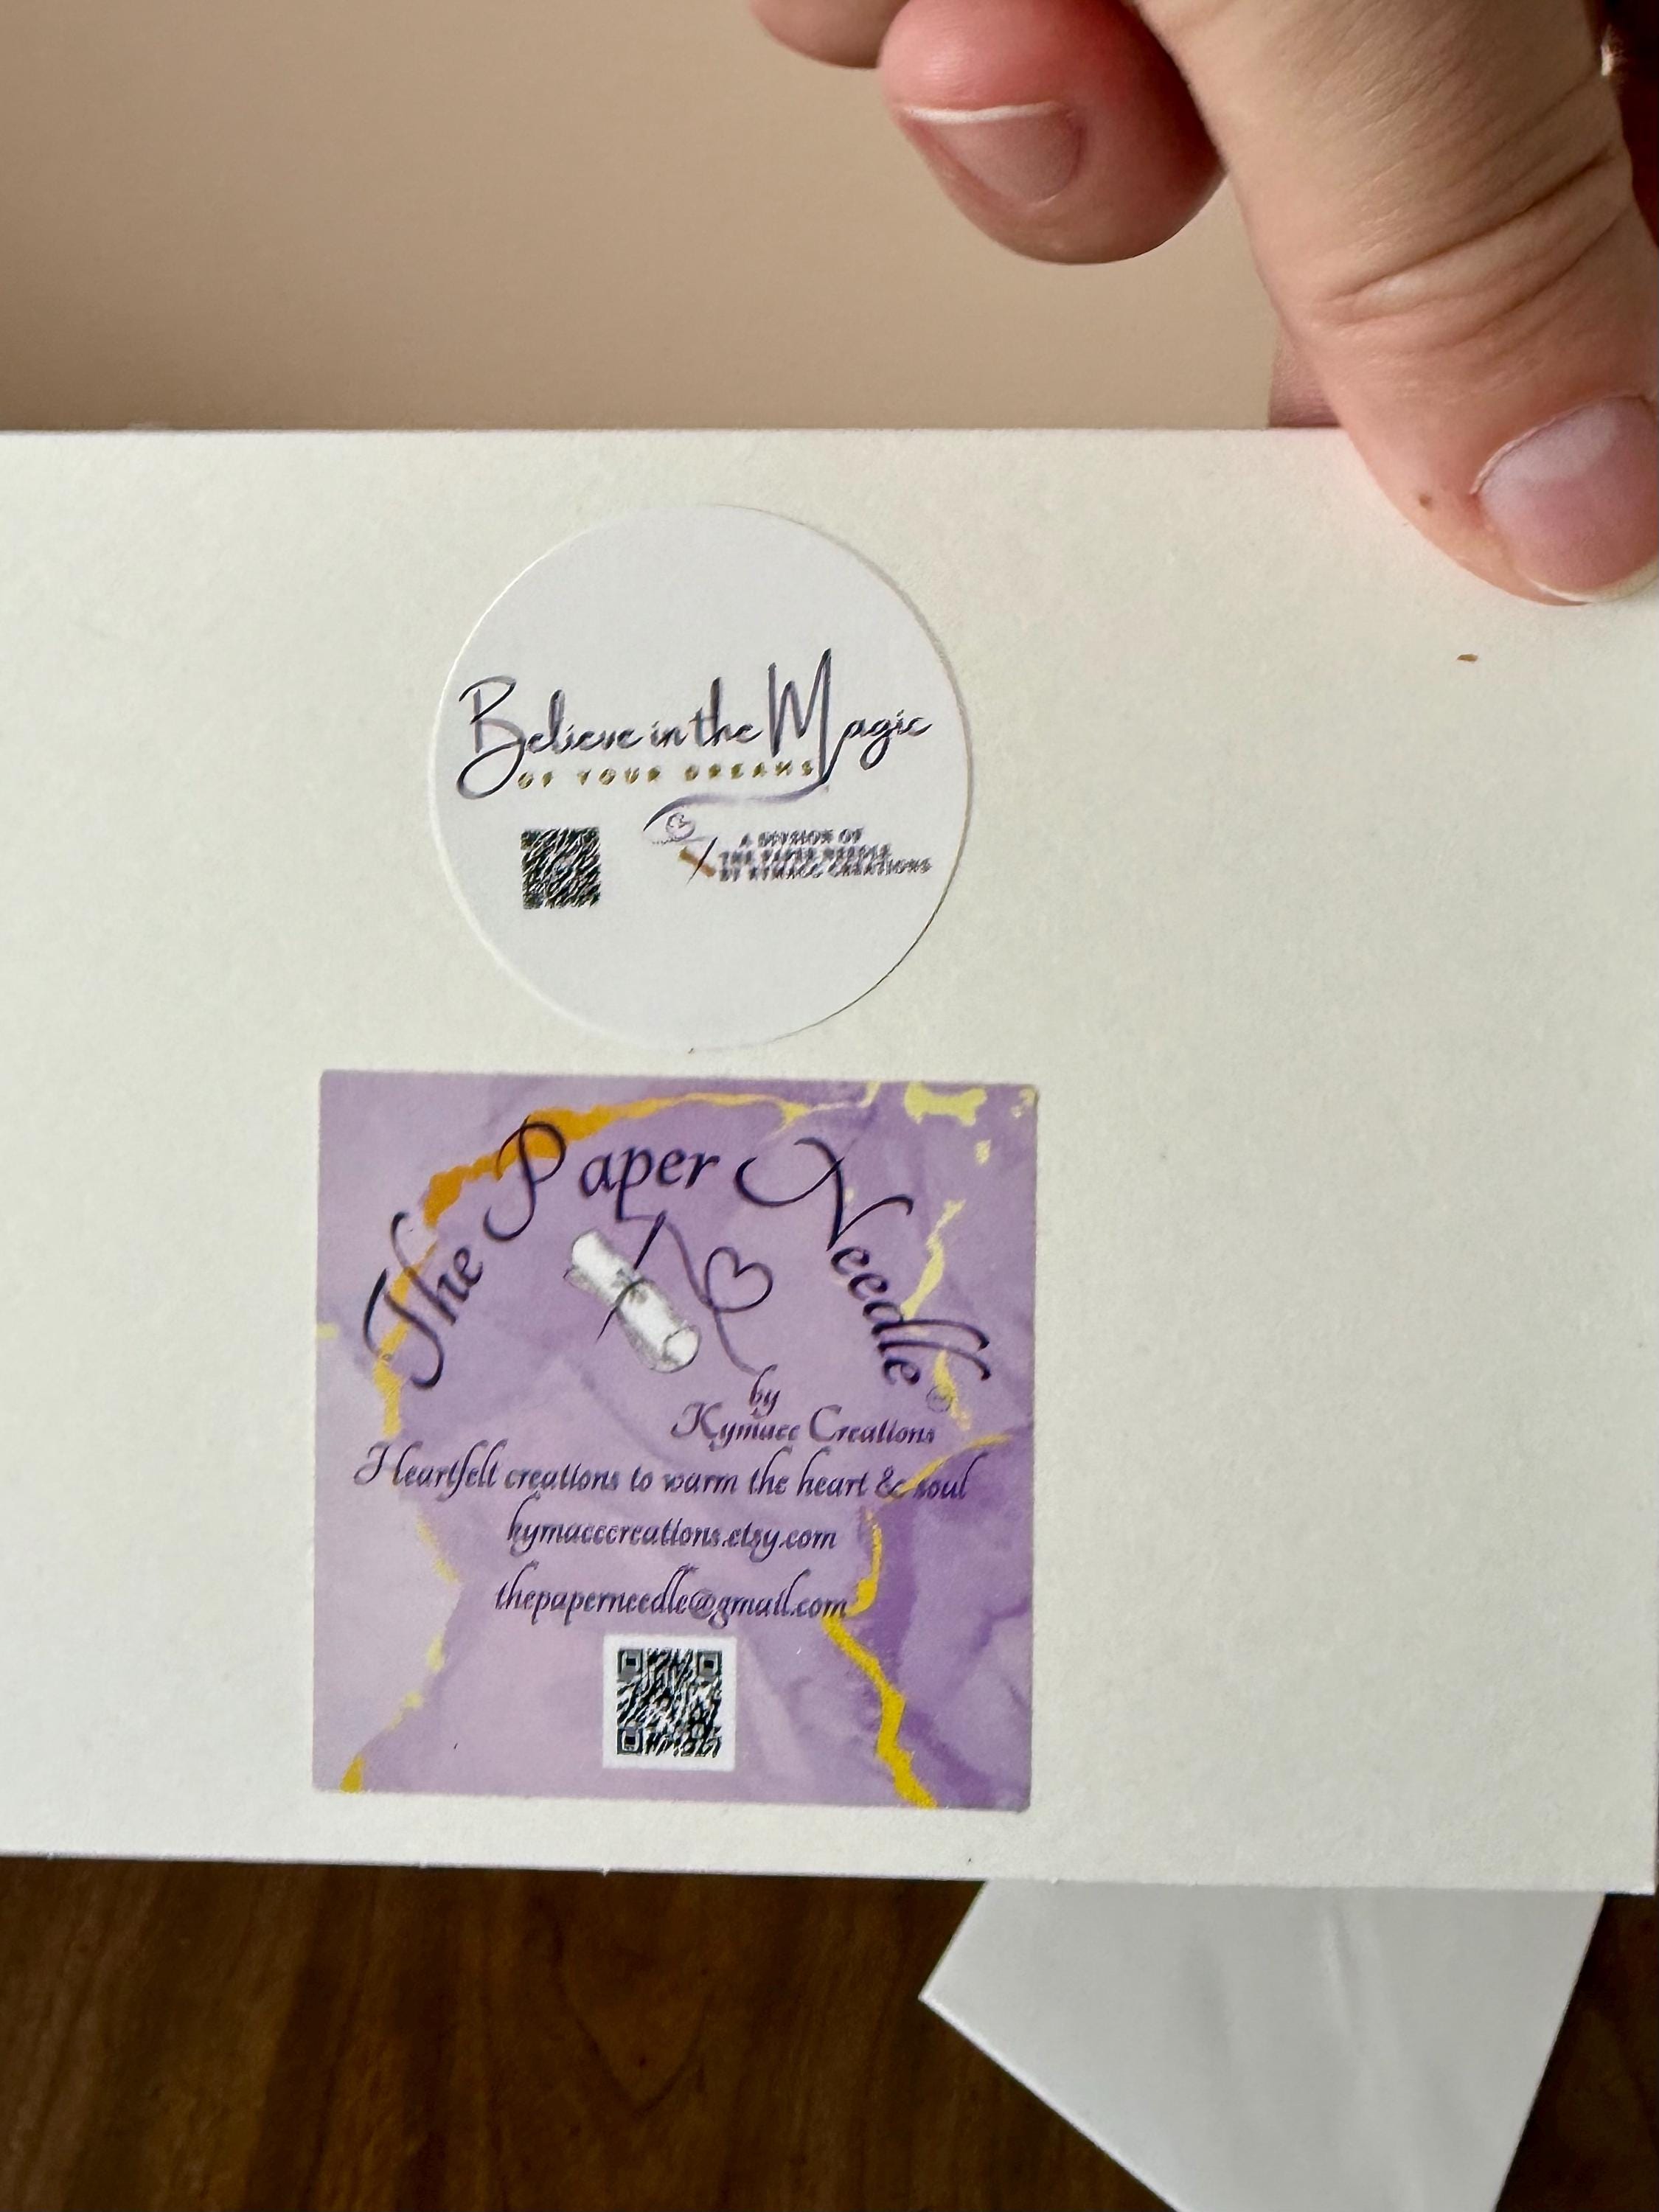 Believe in the Magic
OF YOUR DREAMS
A DIVISION OF
THE PAPER NEEDLE
BY KYMACC CREATIONS
The Paper Needle
by
Kymacc Creations
Heartfelt creations to warm the heart & soul
kymacccreations.etsy.com
thepaperneedle@gmail.com